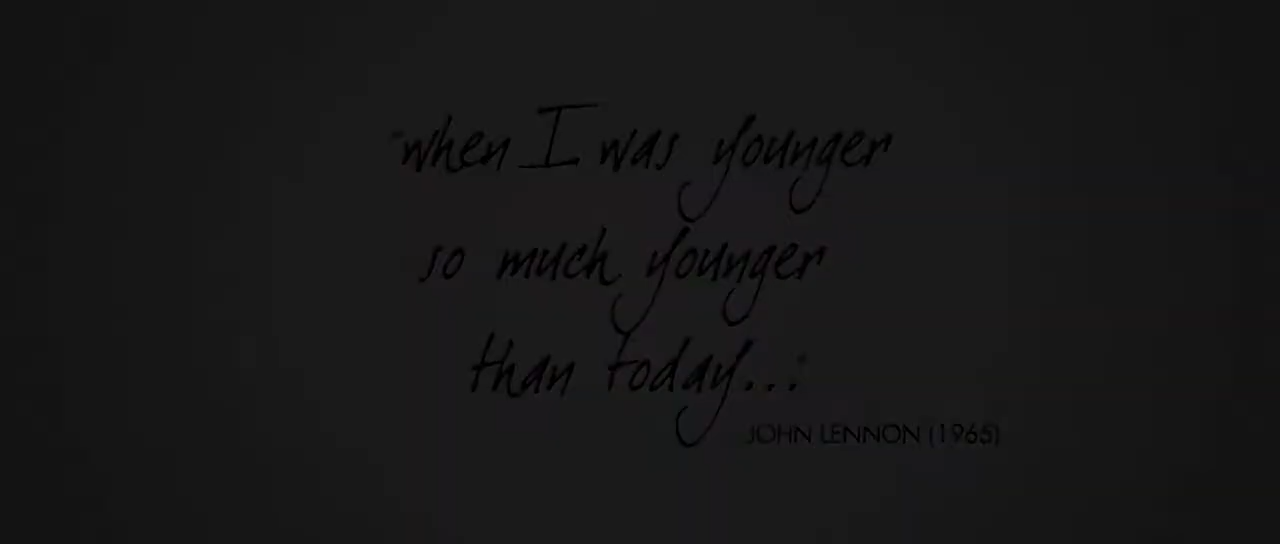 "when I was younger
so much younger
than today..."
JOHN LENNON (1965)